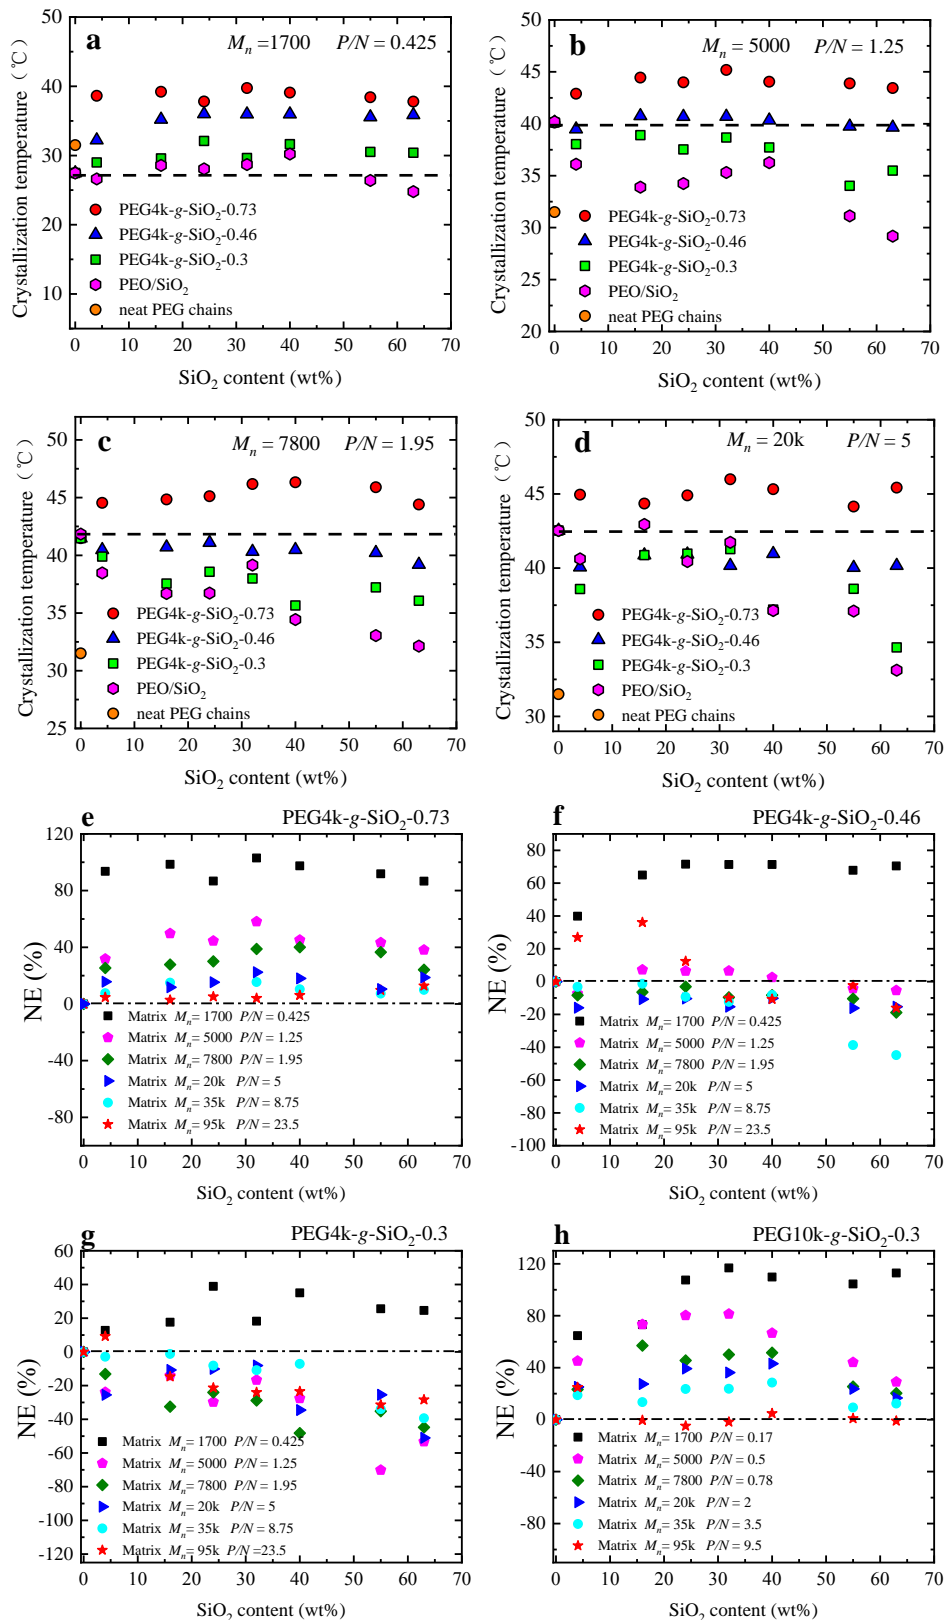 a
Mn =1700 P/N = 0.425
Crystallization temperature (℃)
50
40
30
20
10
PEG4k-g-SiO2-0.73
PEG4k-g-SiO2-0.46
PEG4k-g-SiO2-0.3
PEO/SiO2
neat PEG chains
0 10 20 30 40 50 60 70
SiO2 content (wt%)
b
Mn = 5000 P/N = 1.25
Crystallization temperature (℃)
50
45
40
35
30
25
20
PEG4k-g-SiO2-0.73
PEG4k-g-SiO2-0.46
PEG4k-g-SiO2-0.3
PEO/SiO2
neat PEG chains
0 10 20 30 40 50 60 70
SiO2 content (wt%)
c
Mn = 7800 P/N = 1.95
Crystallization temperature (℃)
50
45
40
35
30
25
PEG4k-g-SiO2-0.73
PEG4k-g-SiO2-0.46
PEG4k-g-SiO2-0.3
PEO/SiO2
neat PEG chains
0 10 20 30 40 50 60 70
SiO2 content (wt%)
d
Mn = 20k P/N = 5
Crystallization temperature (℃)
50
45
40
35
30
PEG4k-g-SiO2-0.73
PEG4k-g-SiO2-0.46
PEG4k-g-SiO2-0.3
PEO/SiO2
neat PEG chains
0 10 20 30 40 50 60 70
SiO2 content (wt%)
e
PEG4k-g-SiO2-0.73
NE (%)
120
80
40
0
-40
-80
Matrix Mn= 1700 P/N = 0.425
Matrix Mn= 5000 P/N = 1.25
Matrix Mn= 7800 P/N = 1.95
Matrix Mn= 20k P/N = 5
Matrix Mn= 35k P/N = 8.75
Matrix Mn= 95k P/N = 23.5
0 10 20 30 40 50 60 70
SiO2 content (wt%)
f
PEG4k-g-SiO2-0.46
NE (%)
80
60
40
20
0
-20
-40
-60
-80
-100
Matrix Mn= 1700 P/N = 0.425
Matrix Mn= 5000 P/N = 1.25
Matrix Mn= 7800 P/N = 1.95
Matrix Mn= 20k P/N = 5
Matrix Mn= 35k P/N = 8.75
Matrix Mn= 95k P/N = 23.5
0 10 20 30 40 50 60 70
SiO2 content (wt%)
g
PEG4k-g-SiO2-0.3
NE (%)
60
40
20
0
-20
-40
-60
-80
-100
-120
Matrix Mn= 1700 P/N = 0.425
Matrix Mn= 5000 P/N = 1.25
Matrix Mn= 7800 P/N = 1.95
Matrix Mn= 20k P/N = 5
Matrix Mn= 35k P/N = 8.75
Matrix Mn= 95k P/N =23.5
0 10 20 30 40 50 60 70
SiO2 content (wt%)
h
PEG10k-g-SiO2-0.3
NE (%)
120
80
40
0
-40
-80
Matrix Mn= 1700 P/N = 0.17
Matrix Mn= 5000 P/N = 0.5
Matrix Mn= 7800 P/N = 0.78
Matrix Mn= 20k P/N = 2
Matrix Mn= 35k P/N = 3.5
Matrix Mn= 95k P/N = 9.5
0 10 20 30 40 50 60 70
SiO2 content (wt%)